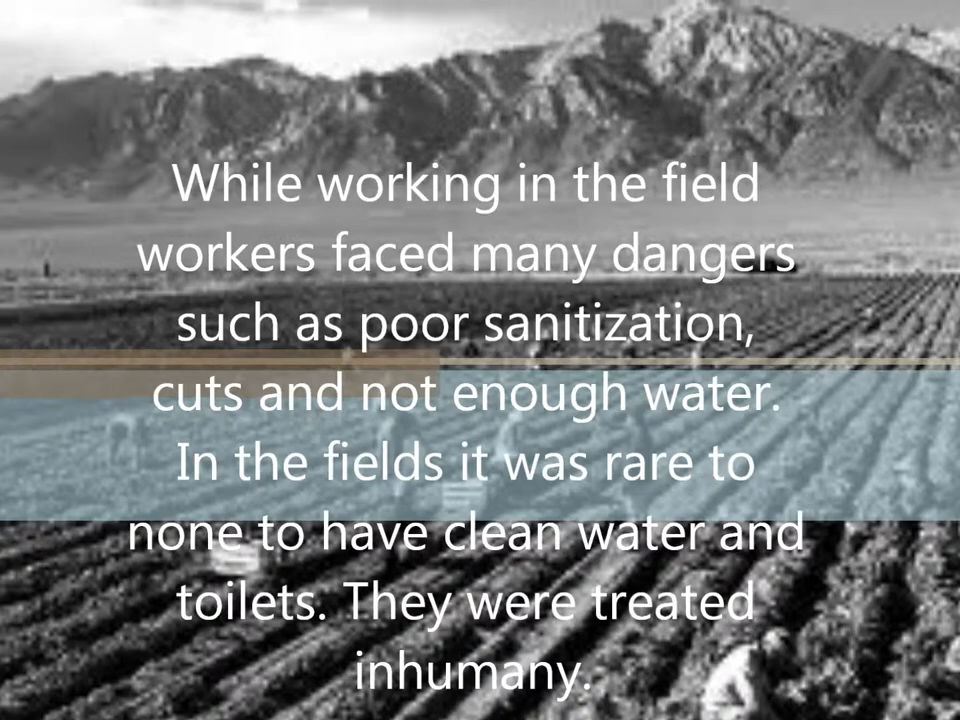 While working in the field
workers faced many dangers
such as poor sanitization,
cuts and not enough water.
In the fields it was rare to
none to have clean water and
toilets. They were treated
inhumany.